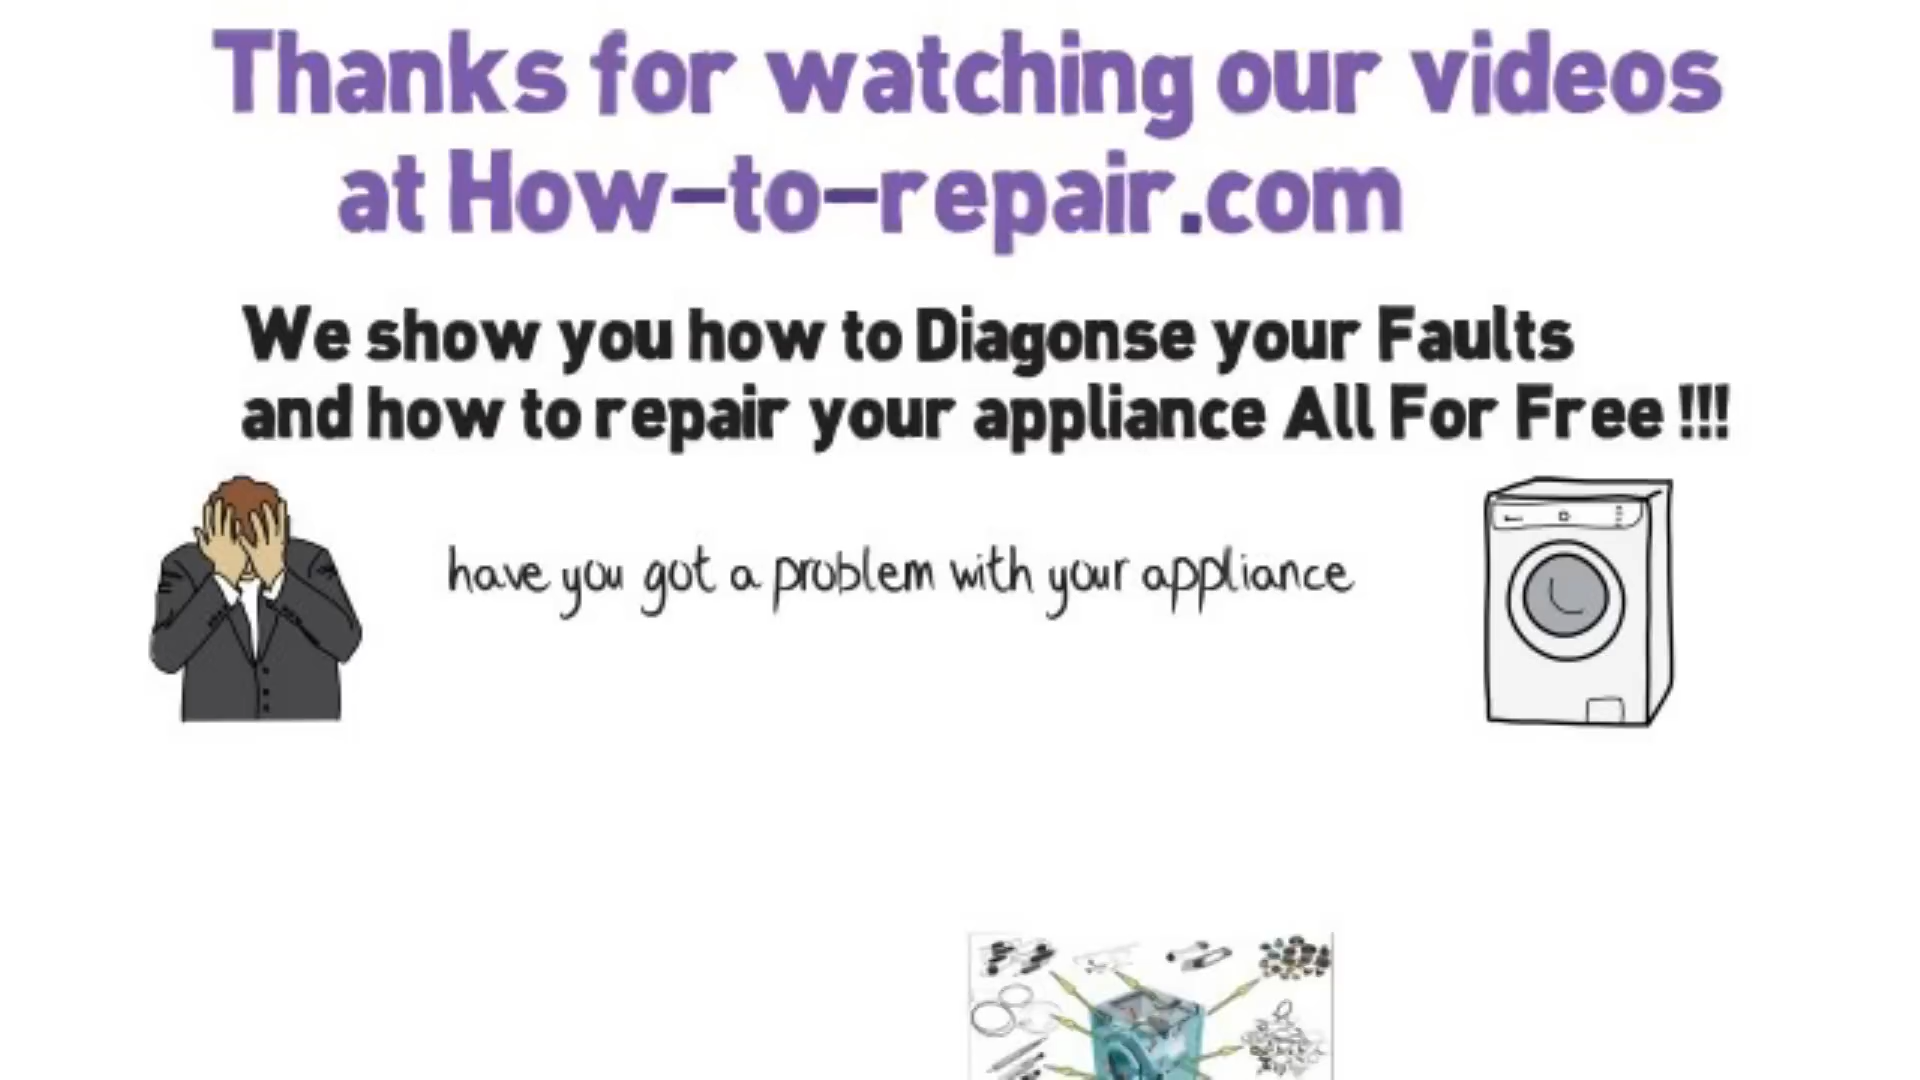 Thanks for watching our videos
at How-to-repair.com
We show you how to Diagonse your Faults
and how to repair your appliance All For Free !!!
have you got a problem with your appliance